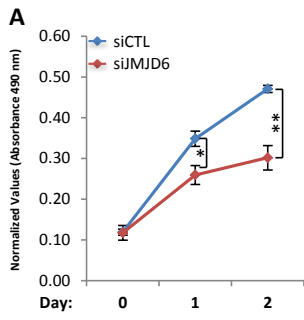 A
siCTL
siJMJD6
Normalized Values (Absorbance 490 nm)
0.60
0.50
0.40
0.30
0.20
0.10
0.00
*
**
Day: 0 1 2